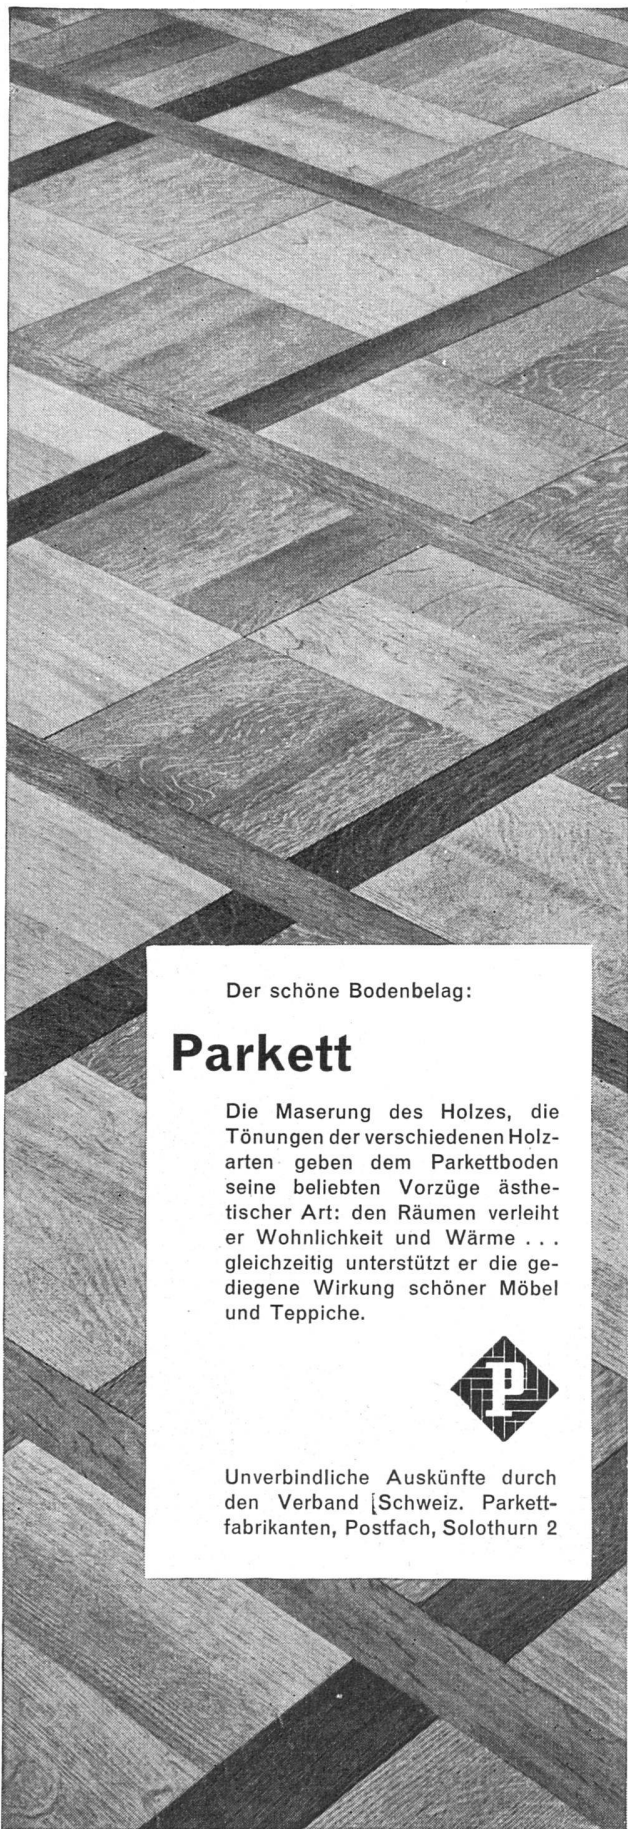 Der schöne Bodenbelag:
Parkett
Die Maserung des Holzes, die
Tönungen der verschiedenen Holz-
arten geben dem Parkettboden
seine beliebten Vorzüge ästhe-
tischer Art: den Räumen verleiht
er Wohnlichkeit und Wärme . . .
gleichzeitig unterstützt er die ge-
diegene Wirkung schöner Möbel
und Teppiche.
P
Unverbindliche Auskünfte durch
den Verband [Schweiz. Parkett-
fabrikanten, Postfach, Solothurn 2